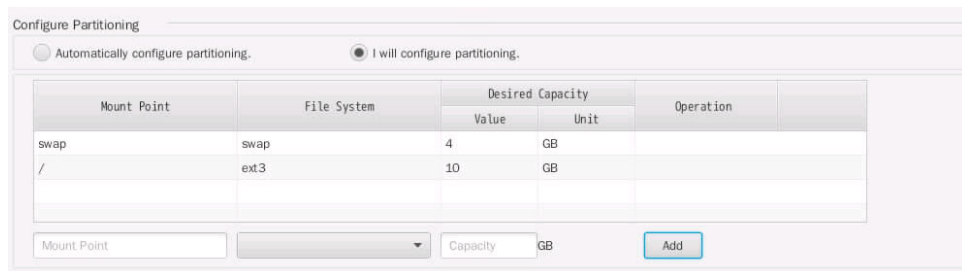 Configure Partitioning
Automatically configure partitioning. I will configure partitioning.
Mount Point File System Desired Capacity Operation
Value Unit
swap swap 4 GB
/ ext3 10 GB
Mount Point Capacity GB Add